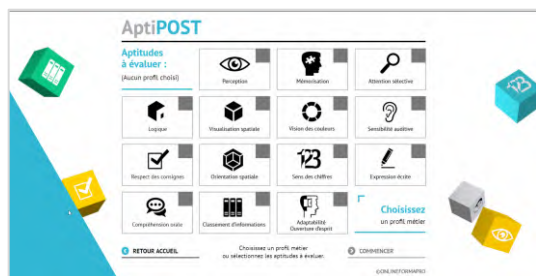 AptiPOST
Aptitudes
à évaluer :
(Aucun profil choisi)
Perception
Mémorisation
Attention sélective
Logique
Visualisation spatiale
Vision des couleurs
Sensibilité auditive
Respect des consignes
Orientation spatiale
123
Sens des chiffres
Expression écrite
Compréhension orale
Classement d'informations
Adaptabilité
Ouverture d'esprit
Choisissez
un profil métier
RETOUR ACCUEIL
Choisissez un profil métier
ou sélectionnez les aptitudes à évaluer.
COMMENCER
©ONLINEFORMAPRO
123